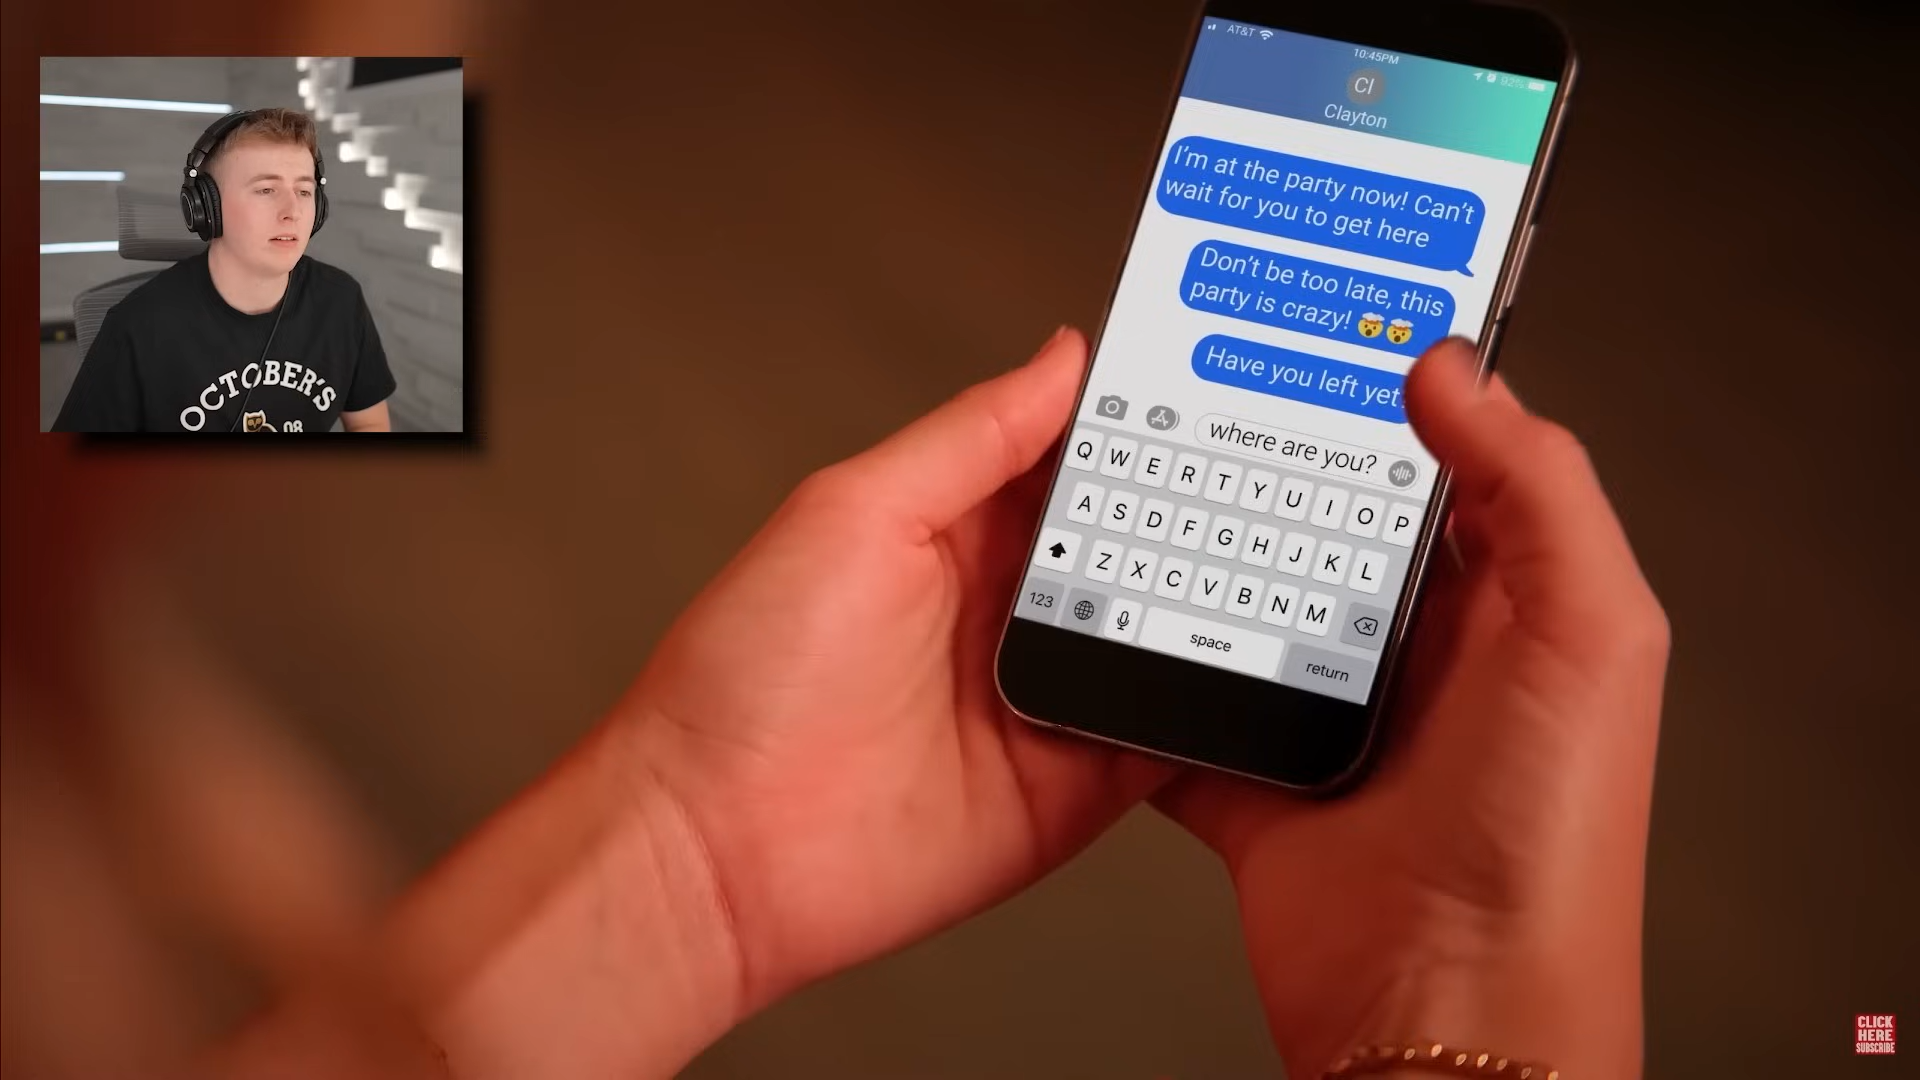 AT&T
10:45PM
92%
Cl
Clayton
I'm at the party now! Can't
wait for you to get here
Don't be too late, this
party is crazy! 🤯🤯
Have you left yet?
where are you?
Q W E R T Y U I O P
A S D F G H J K L
Z X C V B N M
123
space
return
OCTOBER'S
08
CLICK
HERE
SUBSCRIBE